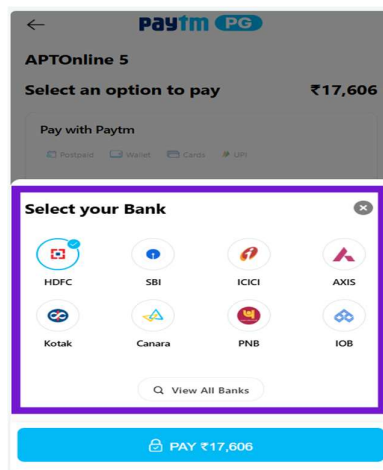 paytm PG
APTOnline 5
Select an option to pay ₹17,606
Pay with Paytm
Postpaid Wallet Cards UPI
Select your Bank
HDFC SBI ICICI AXIS
Kotak Canara PNB IOB
View All Banks
PAY ₹17,606